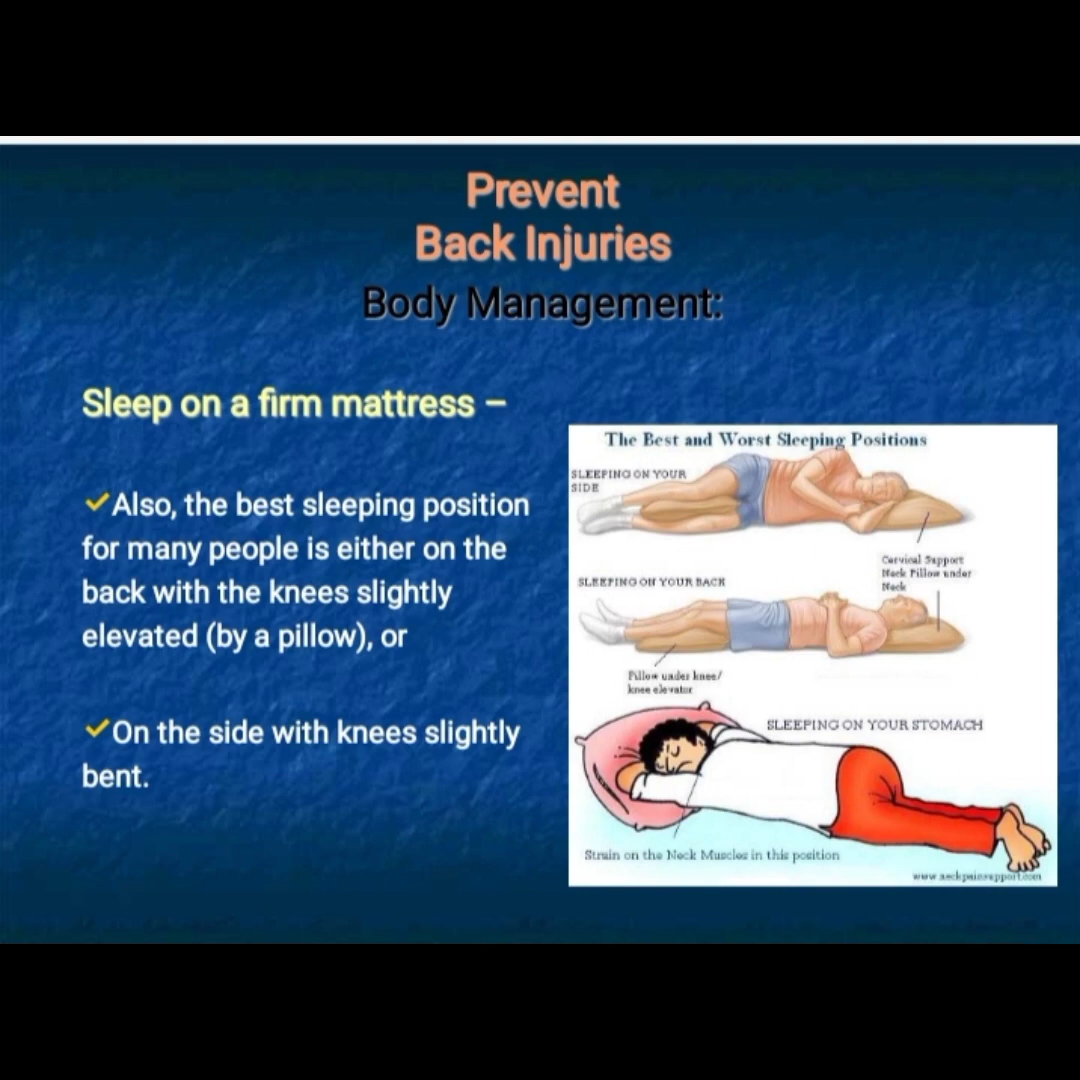 Prevent
Back Injuries
Body Management:
Sleep on a firm mattress –
✓Also, the best sleeping position
for many people is either on the
back with the knees slightly
elevated (by a pillow), or
✓On the side with knees slightly
bent.
The Best and Worst Sleeping Positions
SLEEPING ON YOUR
SIDE
Cervical Support
Neck Pillow under
Neck
SLEEPING ON YOUR BACK
Pillow under knee/
knee elevator
SLEEPING ON YOUR STOMACH
Strain on the Neck Muscles in this position
www.neckpainsupport.com